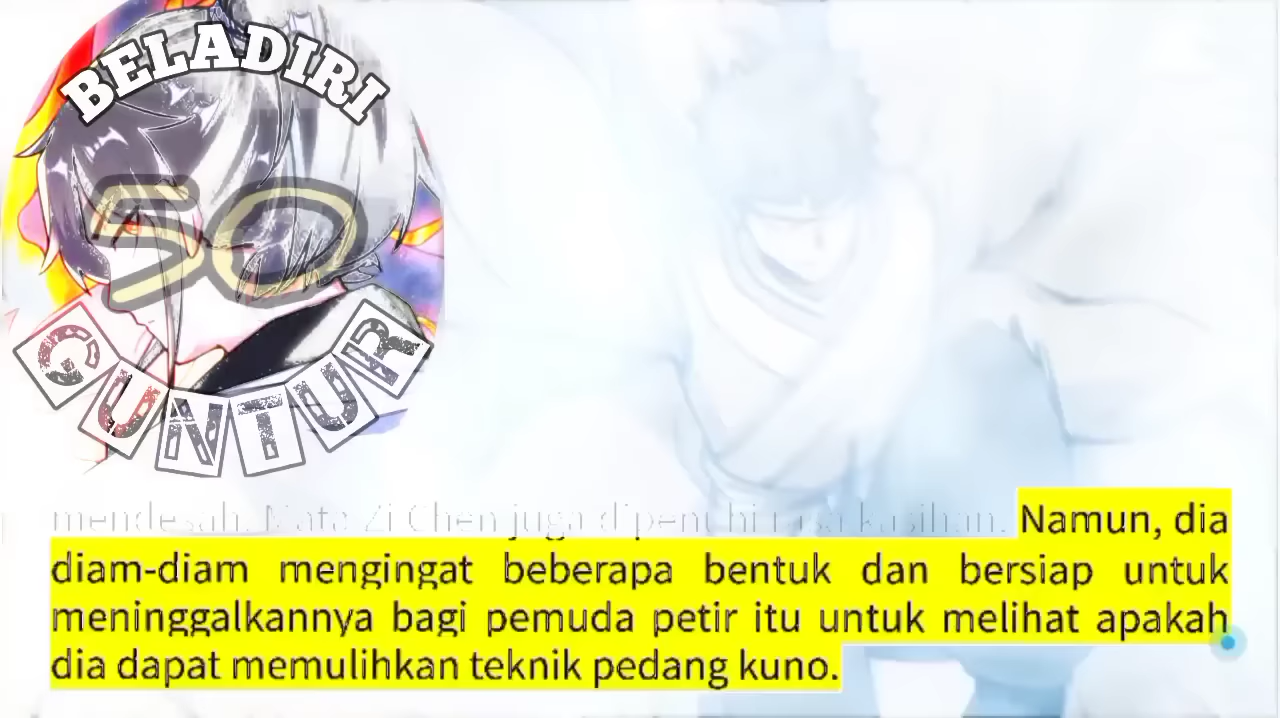 BELADIRI
50
GUNTUR
mendesah. Mata Zi Chen juga dipenuhi rasa kasihan. Namun, dia
diam-diam mengingat beberapa bentuk dan bersiap untuk
meninggalkannya bagi pemuda petir itu untuk melihat apakah
dia dapat memulihkan teknik pedang kuno.